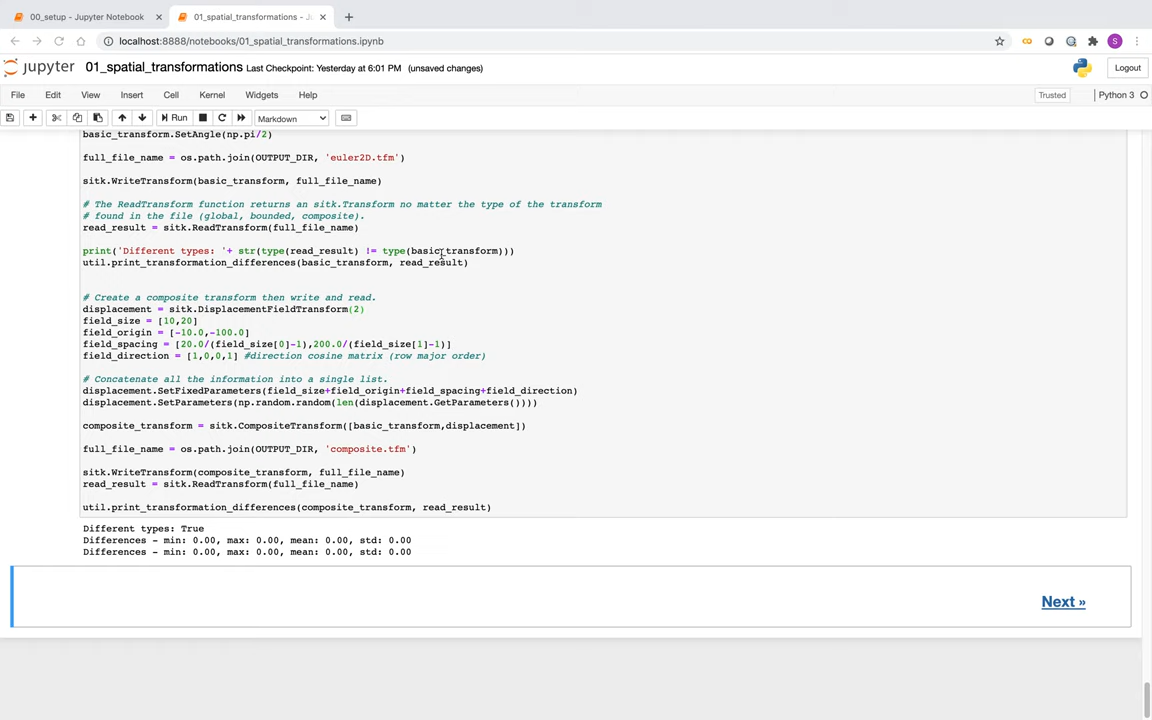 00_setup - Jupyter Notebook
01_spatial_transformations - J
localhost:8888/notebooks/01_spatial_transformations.ipynb
S
jupyter 01_spatial_transformations Last Checkpoint: Yesterday at 6:01 PM (unsaved changes)
Logout
File Edit View Insert Cell Kernel Widgets Help
Trusted Python 3
Run Markdown
basic_transform.SetAngle(np.pi/2)
full_file_name = os.path.join(OUTPUT_DIR, 'euler2D.tfm')
sitk.WriteTransform(basic_transform, full_file_name)
# The ReadTransform function returns an sitk.Transform no matter the type of the transform
# found in the file (global, bounded, composite).
read_result = sitk.ReadTransform(full_file_name)
print('Different types: '+ str(type(read_result) != type(basic_transform)))
util.print_transformation_differences(basic_transform, read_result)
# Create a composite transform then write and read.
displacement = sitk.DisplacementFieldTransform(2)
field_size = [10,20]
field_origin = [-10.0,-100.0]
field_spacing = [20.0/(field_size[0]-1),200.0/(field_size[1]-1)]
field_direction = [1,0,0,1] #direction cosine matrix (row major order)
# Concatenate all the information into a single list.
displacement.SetFixedParameters(field_size+field_origin+field_spacing+field_direction)
displacement.SetParameters(np.random.random(len(displacement.GetParameters())))
composite_transform = sitk.CompositeTransform([basic_transform,displacement])
full_file_name = os.path.join(OUTPUT_DIR, 'composite.tfm')
sitk.WriteTransform(composite_transform, full_file_name)
read_result = sitk.ReadTransform(full_file_name)
util.print_transformation_differences(composite_transform, read_result)
Different types: True
Differences - min: 0.00, max: 0.00, mean: 0.00, std: 0.00
Differences - min: 0.00, max: 0.00, mean: 0.00, std: 0.00
Next »